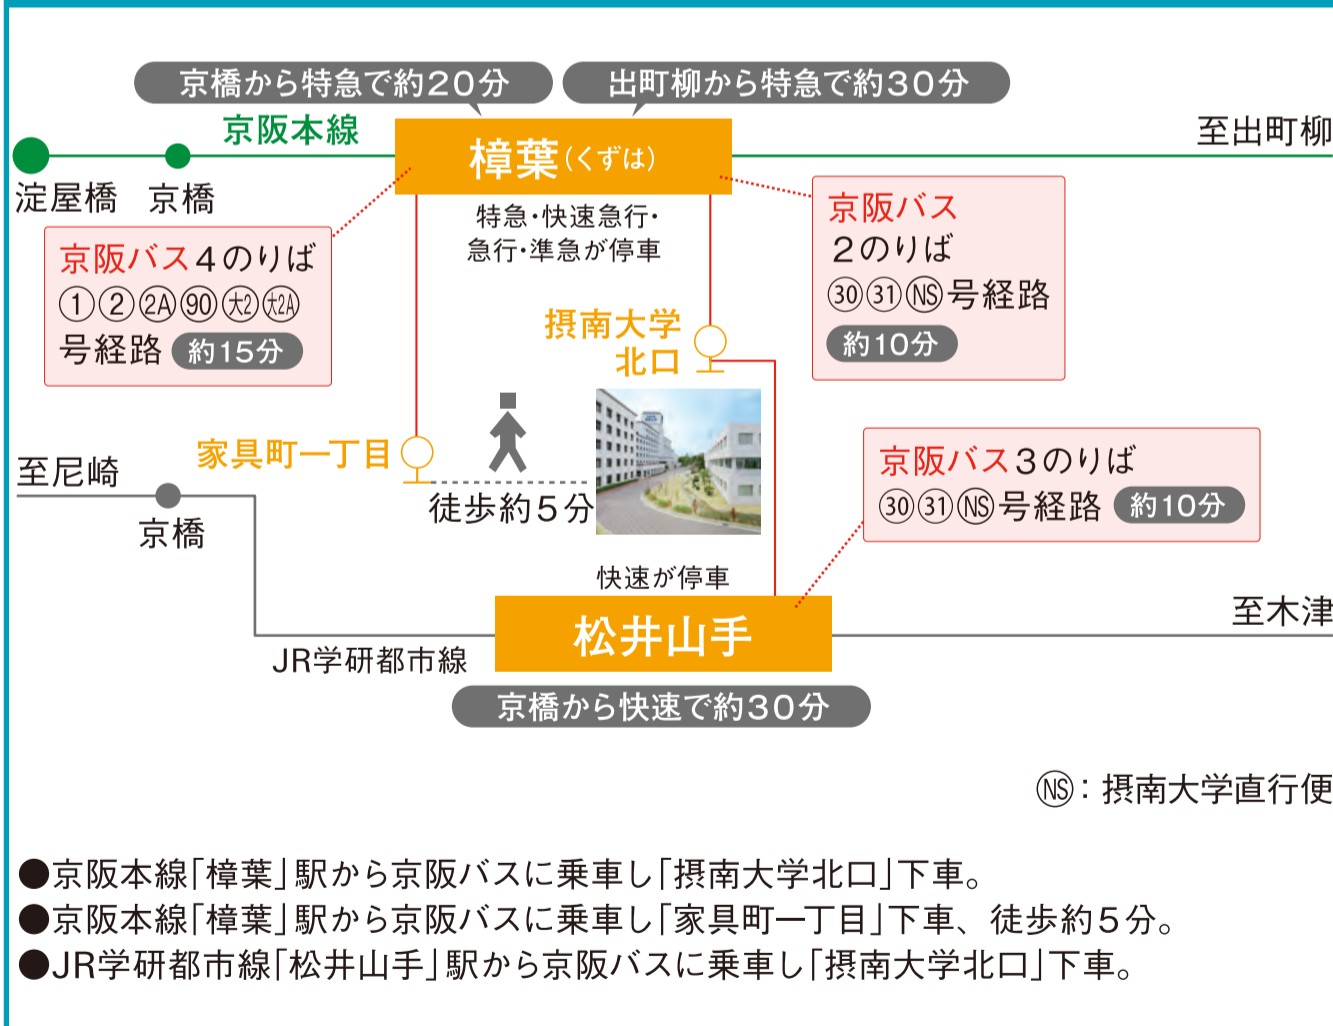 京橋から特急で約20分
出町柳から特急で約30分
京阪本線
樟葉(くずは)
至出町柳
淀屋橋
京橋
特急・快速急行・
急行・準急が停車
京阪バス4のりば
①②2A90大2大2A
号経路 約15分
京阪バス
2のりば
㉚㉛NS号経路
約10分
摂南大学
北口
家具町一丁目
徒歩約5分
至尼崎
京橋
京阪バス3のりば
㉚㉛NS号経路 約10分
快速が停車
松井山手
至木津
JR学研都市線
京橋から快速で約30分
NS:摂南大学直行便
●京阪本線「樟葉」駅から京阪バスに乗車し「摂南大学北口」下車。
●京阪本線「樟葉」駅から京阪バスに乗車し「家具町一丁目」下車、徒歩約5分。
●JR学研都市線「松井山手」駅から京阪バスに乗車し「摂南大学北口」下車。